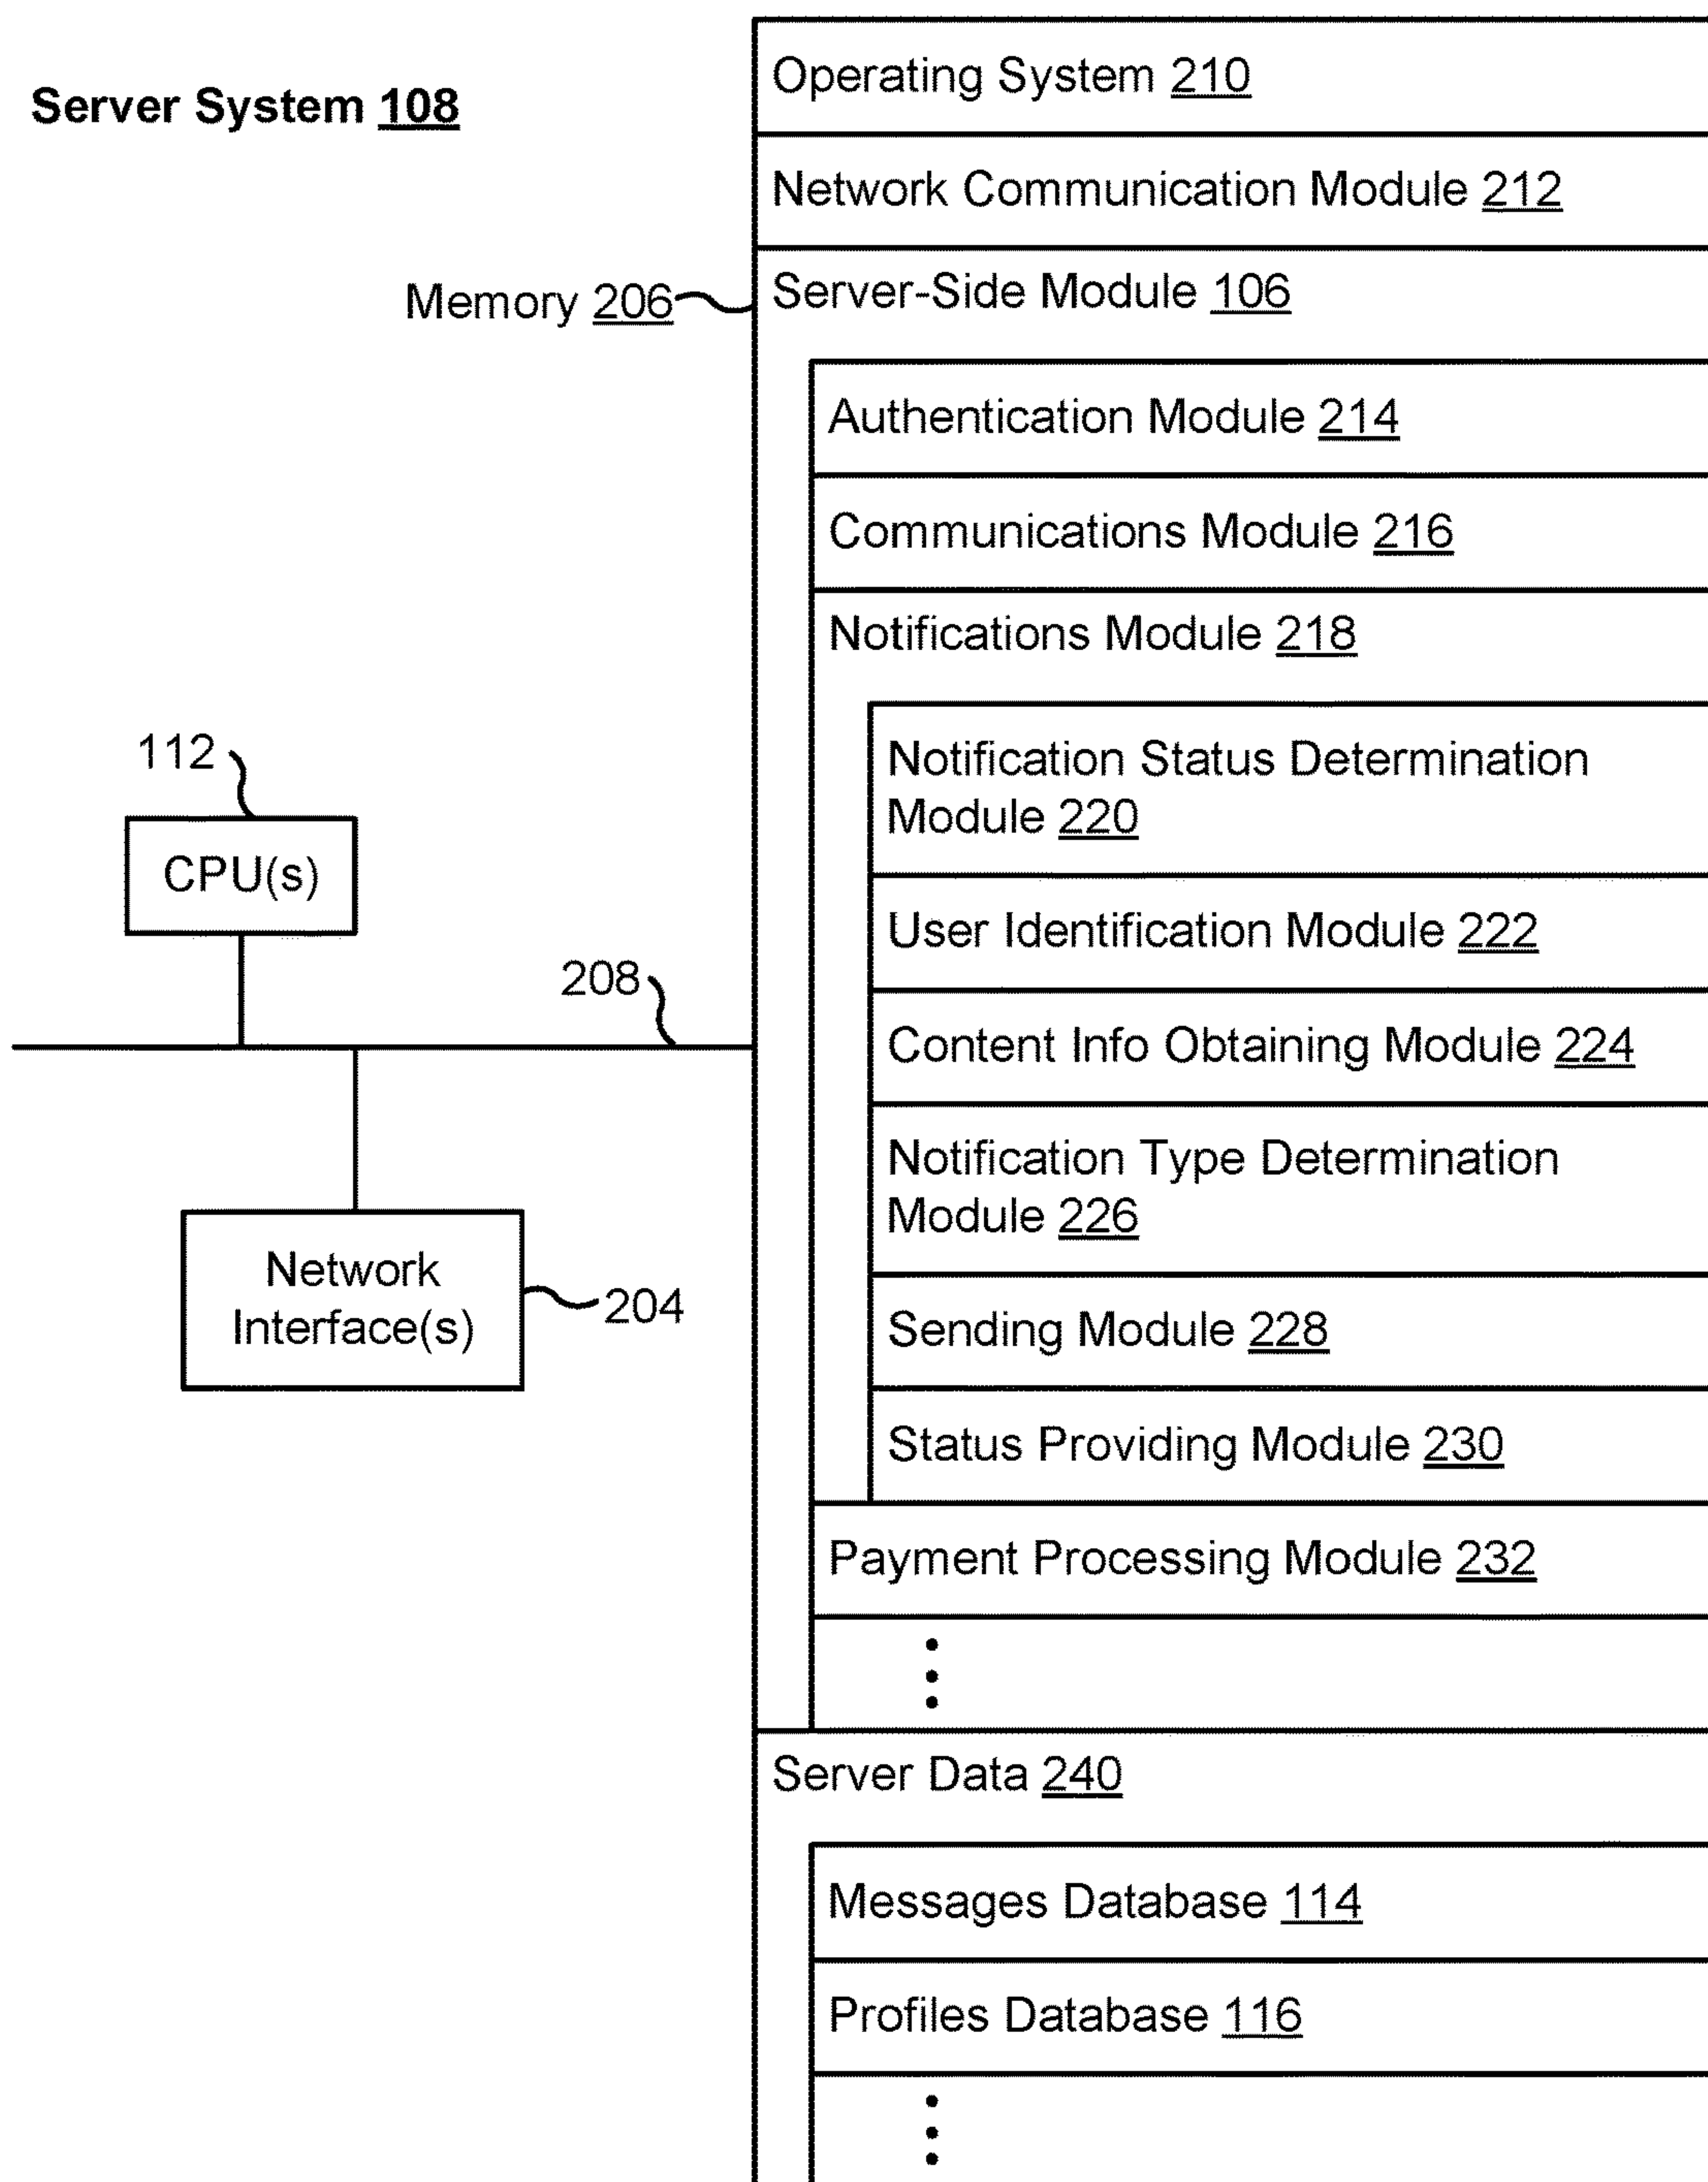 Server System 108
Operating System 210
Network Communication Module 212
Memory 206
Server-Side Module 106
Authentication Module 214
Communications Module 216
Notifications Module 218
Notification Status Determination
Module 220
User Identification Module 222
Content Info Obtaining Module 224
Notification Type Determination
Module 226
Sending Module 228
Status Providing Module 230
Payment Processing Module 232
Server Data 240
Messages Database 114
Profiles Database 116
112
CPU(s)
208
Network
Interface(s)
204